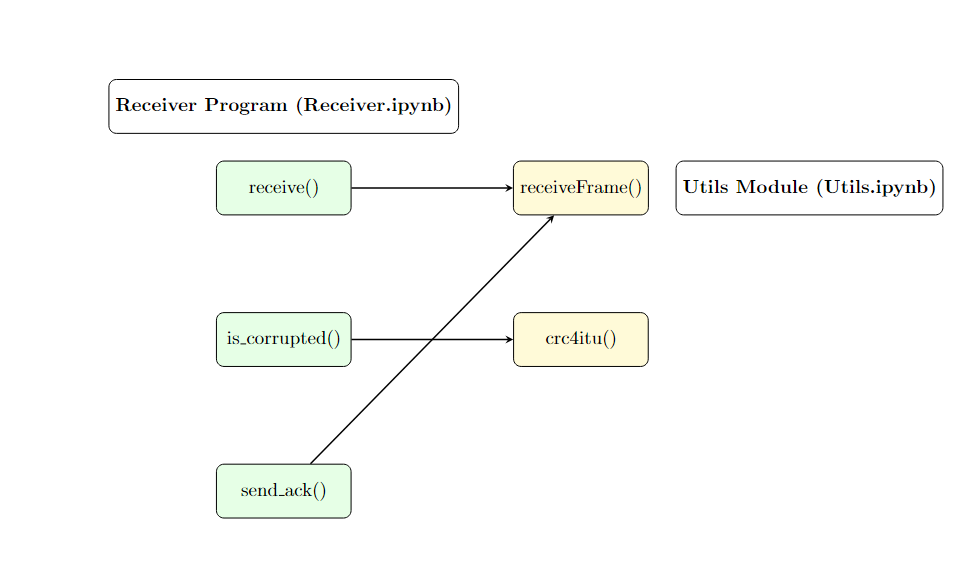 Receiver Program (Receiver.ipynb)
receive()
receiveFrame()
Utils Module (Utils.ipynb)
is_corrupted()
crc4itu()
send_ack()